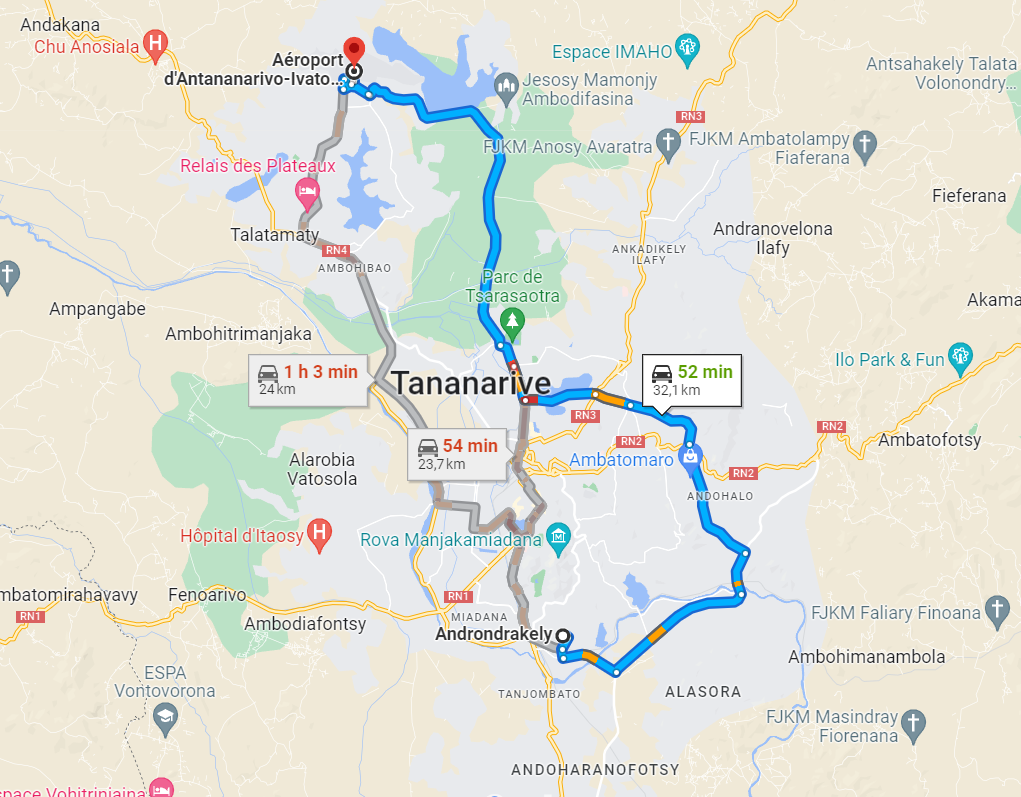 Andakana
Chu Anosiala
H
Aéroport
d'Antananarivo-Ivato...
Espace IMAHO
Antsahakely Talata
Volonondry...
Jesosy Mamonjy
Ambodifasina
RN3
FJKM Anosy Avaratra
FJKM Ambatolampy
Fiaferana
Relais des Plateaux
Fieferana
Talatamaty
RN4
AMBOHIBAO
ANKADIKELY
ILAFY
Andranovelona
Ilafy
Parc de
Tsarasaotra
Ampangabe
Akama
Ambohitrimanjaka
Ilo Park & Fun
1 h 3 min
24 km
Tananarive
52 min
32,1 km
RN3
RN2
RN2
54 min
23,7 km
Ambatofotsy
Alarobia
Vatosola
Ambatomaro
RN2
ANDOHALO
Hôpital d'Itaosy
H
Rova Manjakamiadana
mbatomirahavavy
RN1
Fenoarivo
RN1
Ambodiafontsy
MIADANA
Androndrakely
FJKM Faliary Finoana
Ambohimanambola
ESPA
Vontovorona
TANJOMBATO
ALASORA
FJKM Masindray
Fiorenana
ANDOHARANOFOTSY
space Vohitriniaina